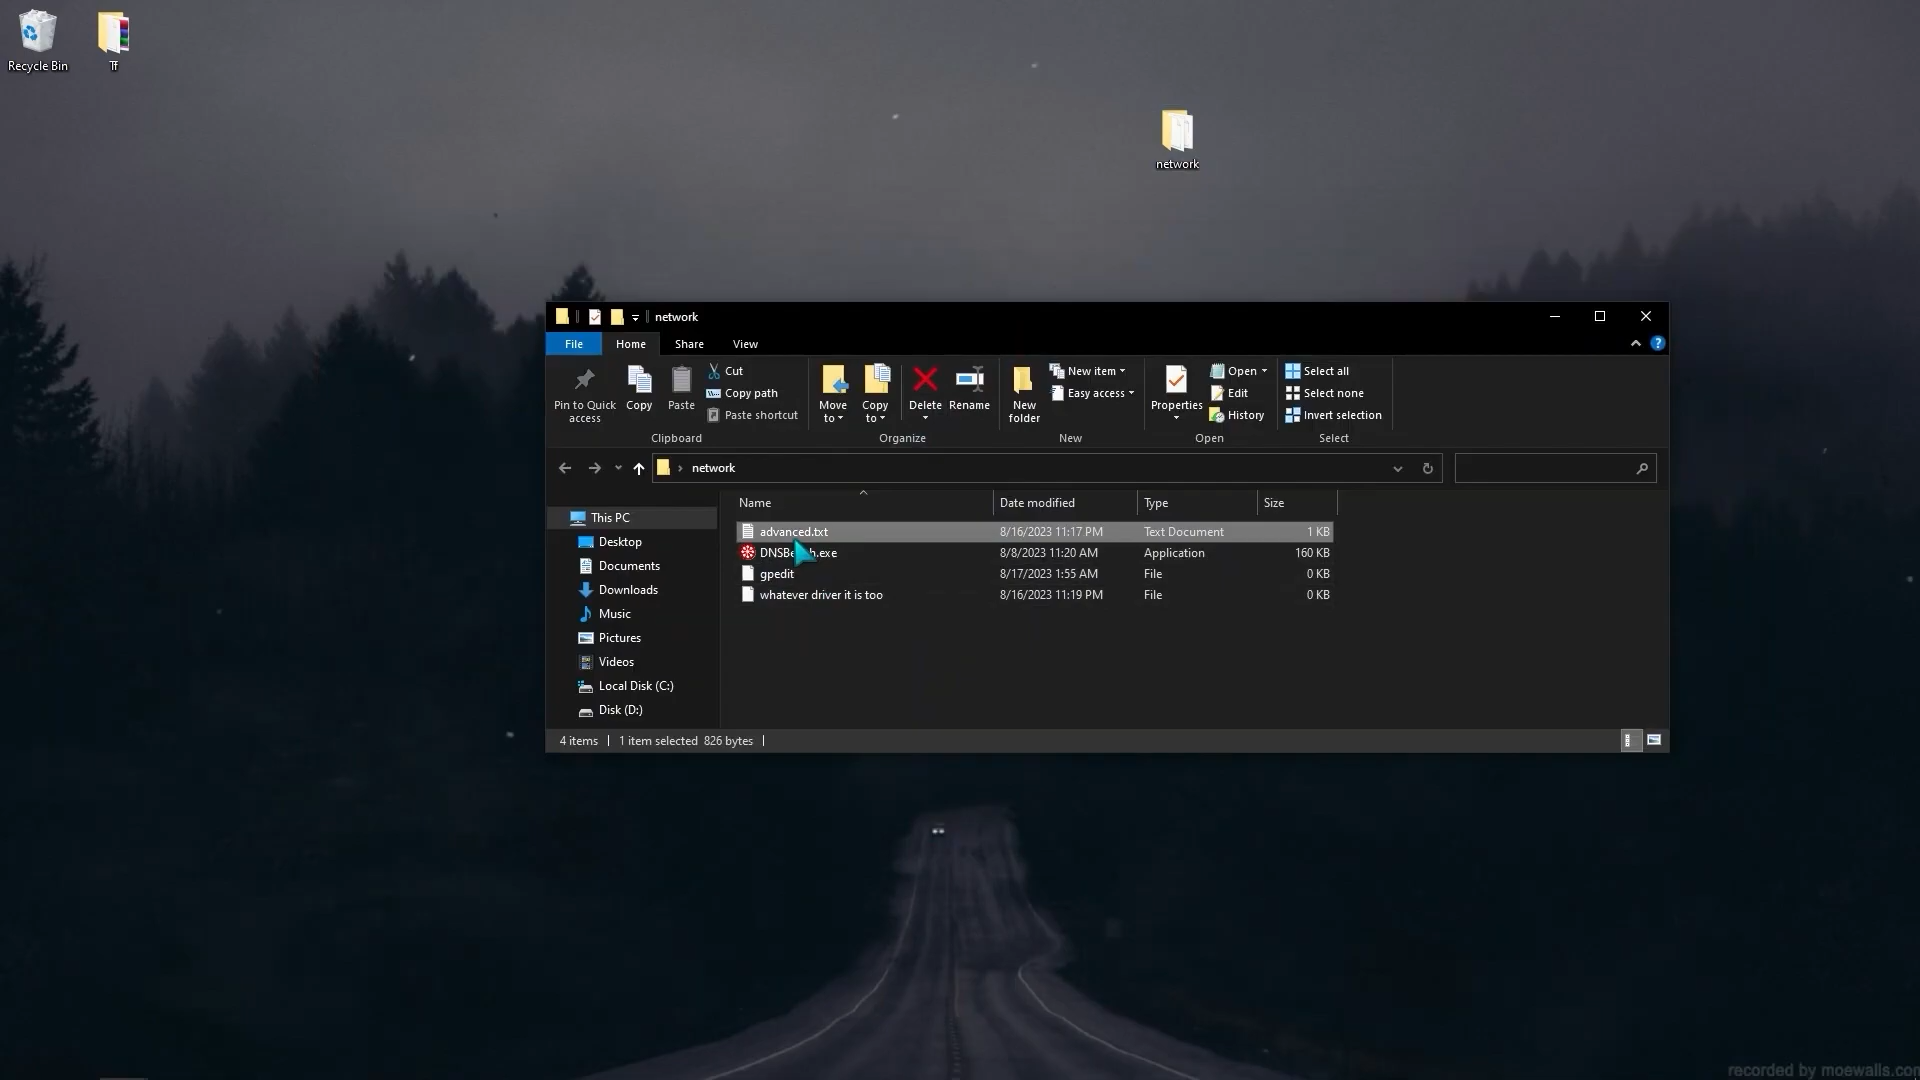 Recycle Bin
Tf
network
network
File Home Share View
Pin to Quick access
Copy
Paste
Cut
Copy path
Paste shortcut
Clipboard
Move to
Copy to
Delete
Rename
Organize
New folder
New item
Easy access
New
Properties
Open
Edit
History
Open
Select all
Select none
Invert selection
Select
network
Name Date modified Type Size
This PC
Desktop
Documents
Downloads
Music
Pictures
Videos
Local Disk (C:)
Disk (D:)
advanced.txt 8/16/2023 11:17 PM Text Document 1 KB
.exe 8/8/2023 11:20 AM Application 160 KB
gpedit 8/17/2023 1:55 AM File 0 KB
whatever driver it is too 8/16/2023 11:19 PM File 0 KB
4 items 1 item selected 826 bytes
recorded by moewalls.com